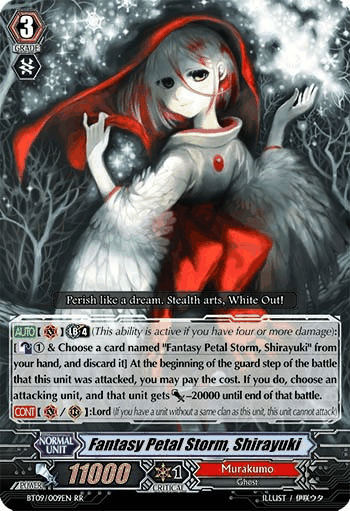 3
GRADE
Perish like a dream. Stealth arts, White Out!
AUTO【 】 LB4 (This ability is active if you have four or more damage):
[ 1 & Choose a card named "Fantasy Petal Storm, Shirayuki" from
your hand, and discard it] At the beginning of the guard step of the battle
that this unit was attacked, you may pay the cost. If you do, choose an
attacking unit, and that unit gets -20000 until end of that battle.
CONT【 / 】:Lord (If you have a unit without a same clan as this unit, this unit cannot attack)
NORMAL
UNIT
Fantasy Petal Storm, Shirayuki
POWER
11000
1
CRITICAL
Murakumo
Ghost
BT09/009EN RR
ILLUST / 伊咲ウタ